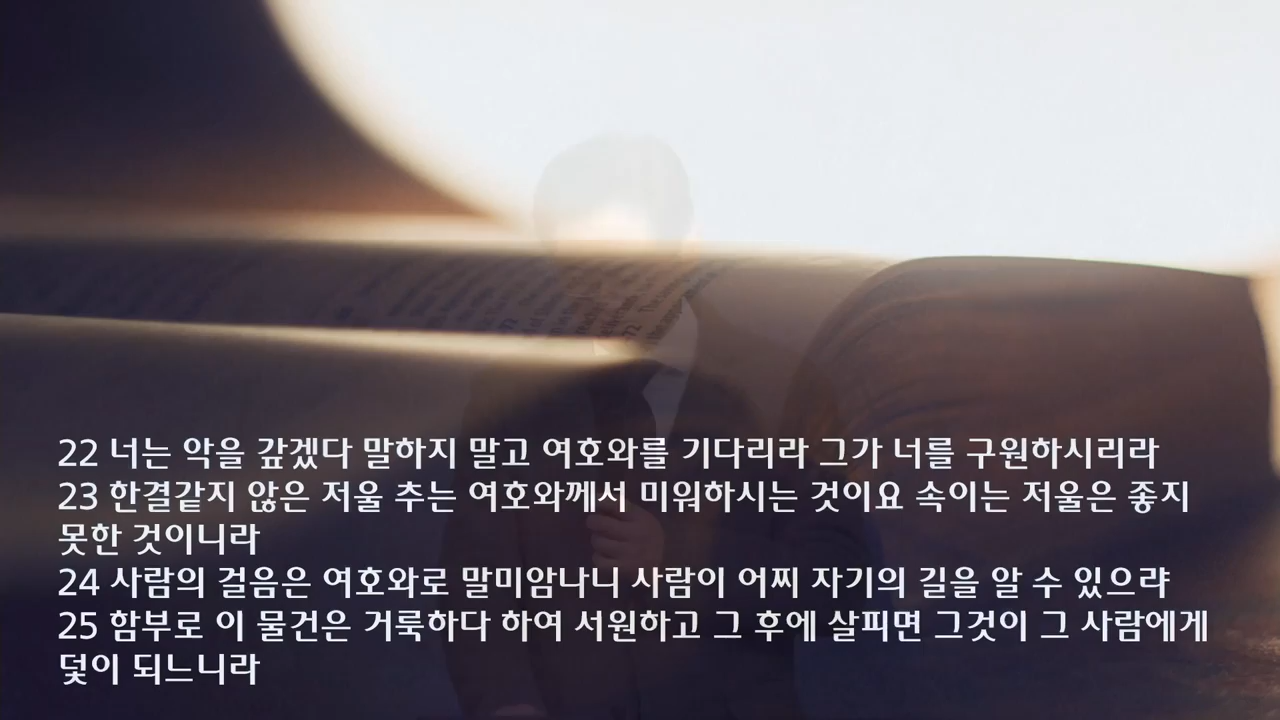 22 너는 악을 갚겠다 말하지 말고 여호와를 기다리라 그가 너를 구원하시리라
23 한결같지 않은 저울 추는 여호와께서 미워하시는 것이요 속이는 저울은 좋지
못한 것이니라
24 사람의 걸음은 여호와로 말미암나니 사람이 어찌 자기의 길을 알 수 있으랴
25 함부로 이 물건은 거룩하다 하여 서원하고 그 후에 살피면 그것이 그 사람에게
덫이 되느니라